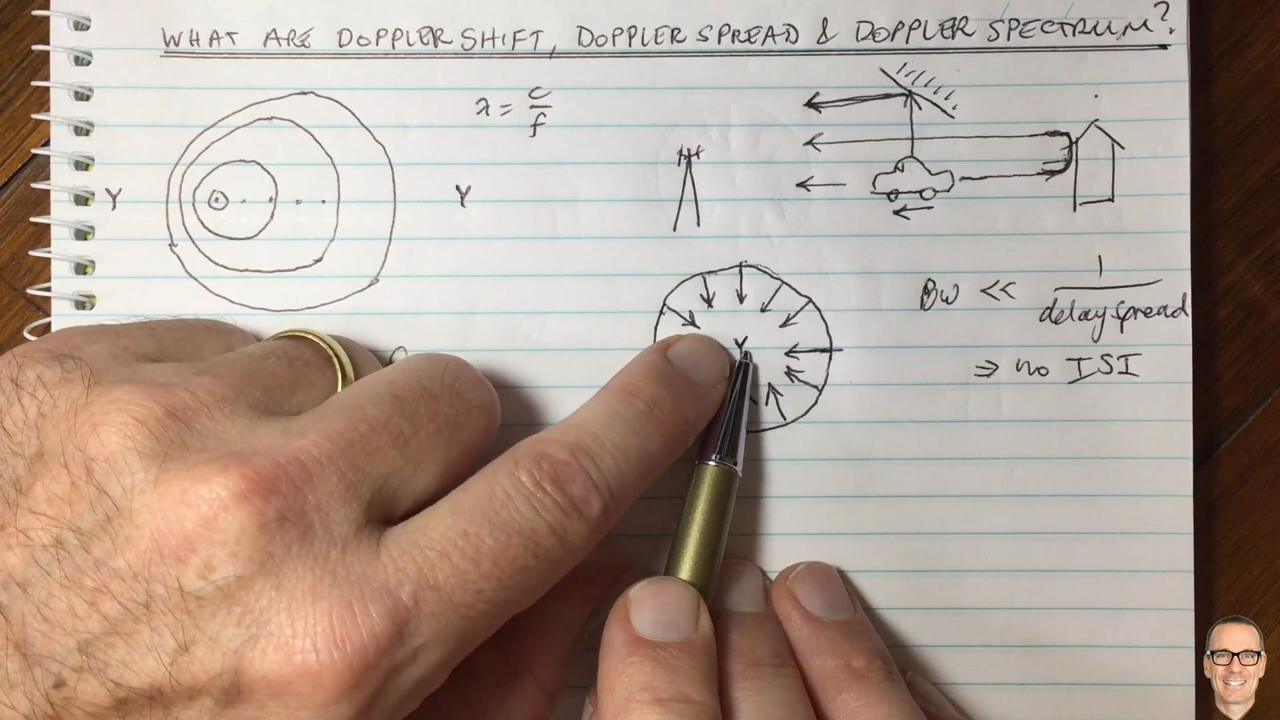 WHAT ARE DOPPLER SHIFT, DOPPLER SPREAD & DOPPLER SPECTRUM?
λ = c/f
Y
Y
BW << 1/delay spread
⇒ no ISI
Y